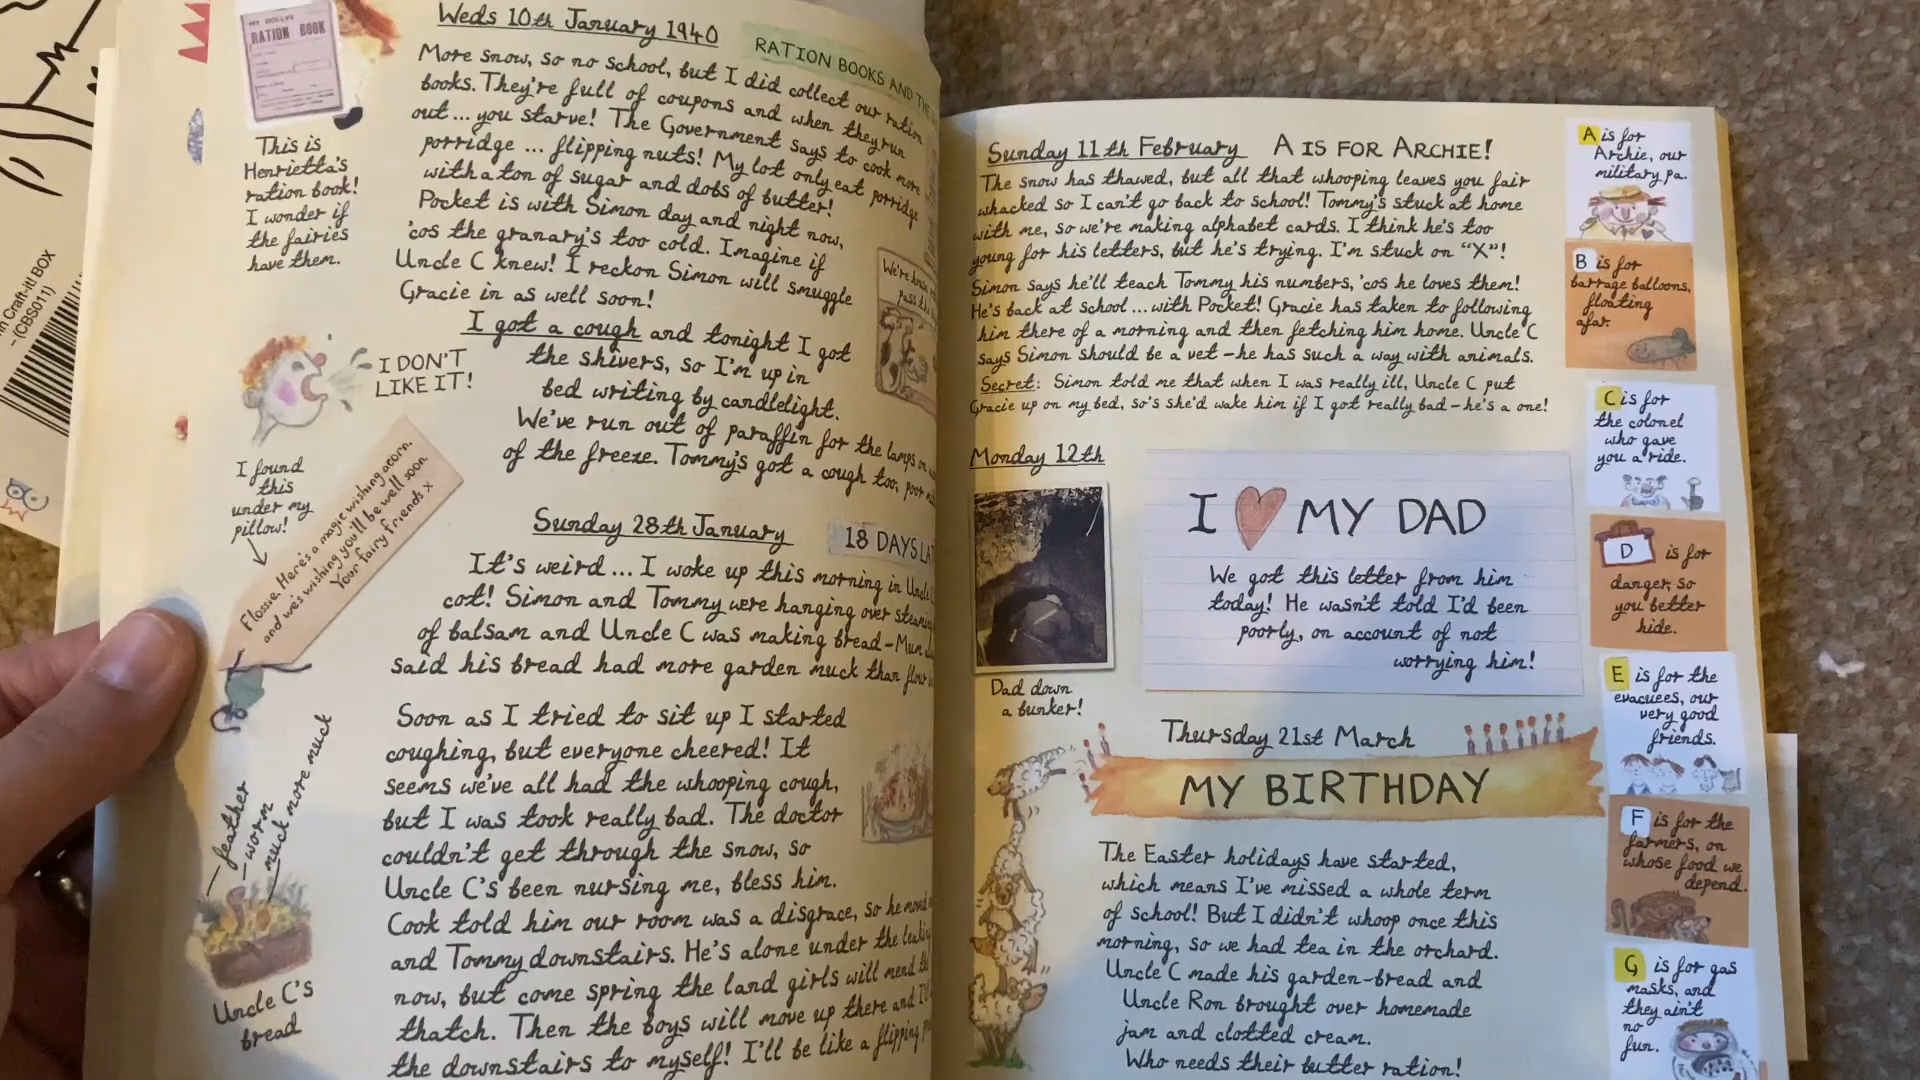 n Craft-it! BOX
- (CBS011)
MY DOLLY'S
RATION BOOK
This is
Henrietta's
ration book!
I wonder if
the fairies
have them.
Weds 10th January 1940
RATION BOOKS AND
More snow, so no school, but I did collect our ration
books. They're full of coupons and when they run
out... you starve! The Government says to cook more
porridge ... flipping nuts! My lot only eat porridge
with a ton of sugar and dobs of butter!
Pocket is with Simon day and night now,
'cos the granary's too cold. Imagine if
Uncle C knew! I reckon Simon will smuggle
Gracie in as well soon!
We're
pass t
I got a cough and tonight I got
the shivers, so I'm up in
bed writing by candlelight.
We've run out of paraffin for the lamps on
of the freeze. Tommy's got a cough too, poor
I DON'T
LIKE IT!
I found
this
under my
pillow!
Flossie, Here's a magic wishing acorn,
and we's wishing you'll be well soon.
Your fairy friends x
Sunday 28th January
18 DAYS LA
It's weird... I woke up this morning in Uncle
cot! Simon and Tommy were hanging over
of balsam and Uncle C was making bread - Mum
said his bread had more garden muck than flour
Soon as I tried to sit up I started
coughing, but everyone cheered! It
seems we've all had the whooping cough,
but I was took really bad. The doctor
couldn't get through the snow, so
Uncle C's been nursing me, bless him.
Cook told him our room was a disgrace, so he
and Tommy downstairs. He's alone under the
now, but come spring the land girls will mend
thatch. Then the boys will move up there and
the downstairs to myself! I'll be like a flipping
feather
worm
muck more muck
Uncle C's
bread
Sunday 11th February A IS FOR ARCHIE!
The snow has thawed, but all that whooping leaves you fair
whacked so I can't go back to school! Tommy's stuck at home
with me, so we're making alphabet cards. I think he's too
young for his letters, but he's trying. I'm stuck on "X"!
Simon says he'll teach Tommy his numbers, 'cos he loves them!
He's back at school... with Pocket! Gracie has taken to following
him there of a morning and then fetching him home. Uncle C
says Simon should be a vet - he has such a way with animals.
Secret: Simon told me that when I was really ill, Uncle C put
Gracie up on my bed, so's she'd wake him if I got really bad - he's a one!
Monday 12th
Dad down
a bunker!
I MY DAD
We got this letter from him
today! He wasn't told I'd been
poorly, on account of not
worrying him!
Thursday 21st March
MY BIRTHDAY
The Easter holidays have started,
which means I've missed a whole term
of school! But I didn't whoop once this
morning, so we had tea in the orchard.
Uncle C made his garden-bread and
Uncle Ron brought over homemade
jam and clotted cream.
Who needs their butter ration!
A is for
Archie, our
military pa.
B is for
barrage balloons,
floating
afar.
C is for
the colonel
who gave
you a ride.
D is for
danger, so
you better
hide.
E is for the
evacuees, our
very good
friends.
F is for the
farmers, on
whose food we
depend.
G is for gas
masks, and
they ain't
no
fun.